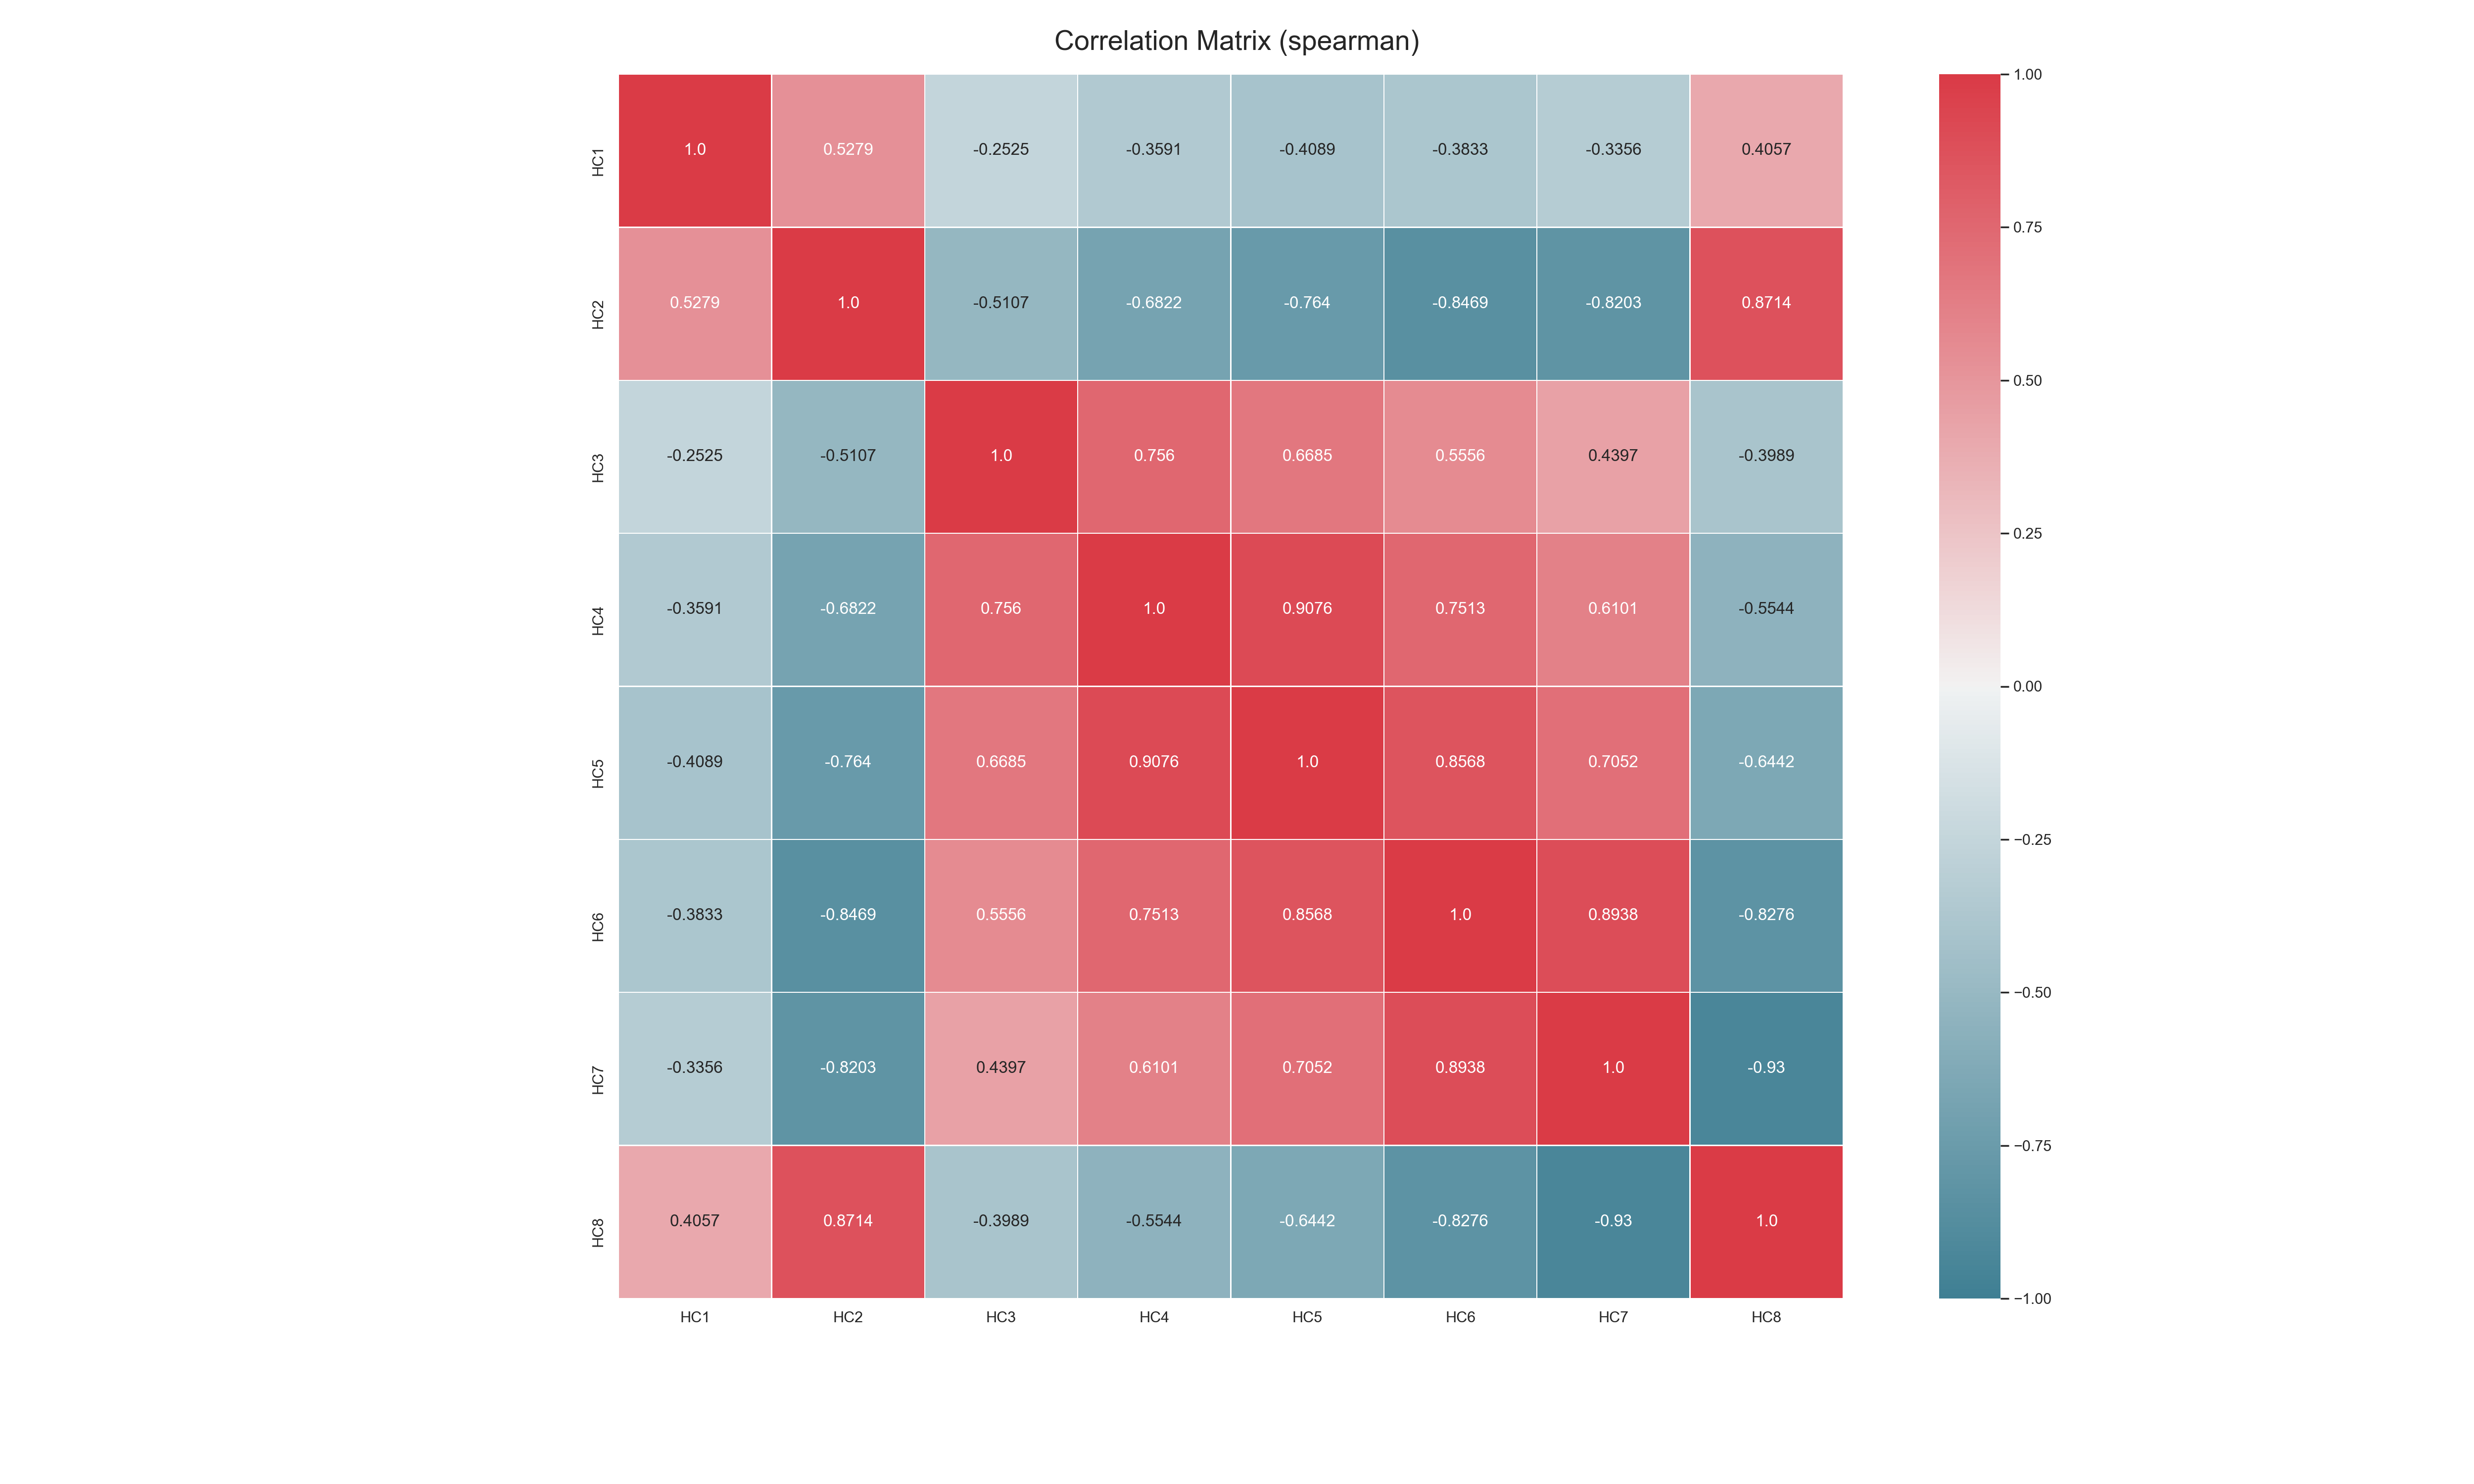 Correlation Matrix (spearman)
HC1 1.0 0.5279 -0.2525 -0.3591 -0.4089 -0.3833 -0.3356 0.4057
HC2 0.5279 1.0 -0.5107 -0.6822 -0.764 -0.8469 -0.8203 0.8714
HC3 -0.2525 -0.5107 1.0 0.756 0.6685 0.5556 0.4397 -0.3989
HC4 -0.3591 -0.6822 0.756 1.0 0.9076 0.7513 0.6101 -0.5544
HC5 -0.4089 -0.764 0.6685 0.9076 1.0 0.8568 0.7052 -0.6442
HC6 -0.3833 -0.8469 0.5556 0.7513 0.8568 1.0 0.8938 -0.8276
HC7 -0.3356 -0.8203 0.4397 0.6101 0.7052 0.8938 1.0 -0.93
HC8 0.4057 0.8714 -0.3989 -0.5544 -0.6442 -0.8276 -0.93 1.0
HC1 HC2 HC3 HC4 HC5 HC6 HC7 HC8
1.00
0.75
0.50
0.25
0.00
−0.25
−0.50
−0.75
−1.00